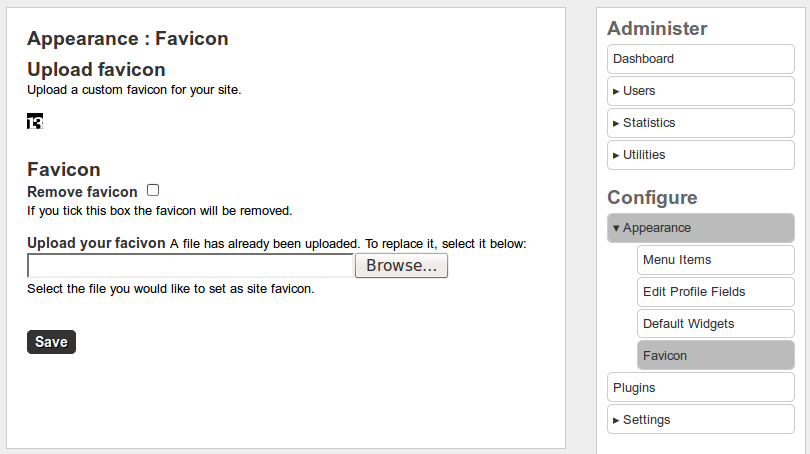 Appearance : Favicon
Upload favicon
Upload a custom favicon for your site.
T3
Favicon
Remove favicon
If you tick this box the favicon will be removed.
Upload your facivon A file has already been uploaded. To replace it, select it below:
Browse...
Select the file you would like to set as site favicon.
Save
Administer
Dashboard
▸ Users
▸ Statistics
▸ Utilities
Configure
▾ Appearance
Menu Items
Edit Profile Fields
Default Widgets
Favicon
Plugins
▸ Settings